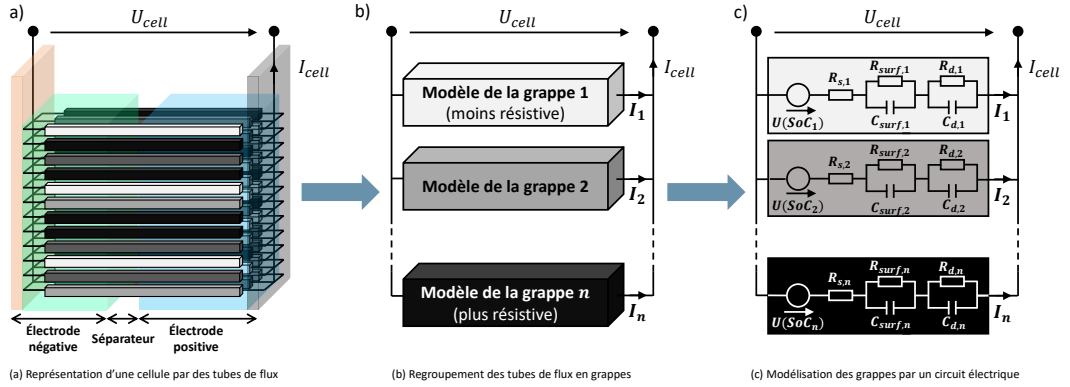 a)
U_cell
I_cell
Électrode
négative
Séparateur
Électrode
positive
(a) Représentation d'une cellule par des tubes de flux
b)
U_cell
I_cell
Modèle de la grappe 1
(moins résistive)
I_1
Modèle de la grappe 2
I_2
Modèle de la grappe n
(plus résistive)
I_n
(b) Regroupement des tubes de flux en grappes
c)
U_cell
I_cell
R_s,1
R_surf,1
R_d,1
U(SoC_1)
C_surf,1
C_d,1
I_1
R_s,2
R_surf,2
R_d,2
U(SoC_2)
C_surf,2
C_d,2
I_2
R_s,n
R_surf,n
R_d,n
U(SoC_n)
C_surf,n
C_d,n
I_n
(c) Modélisation des grappes par un circuit électrique